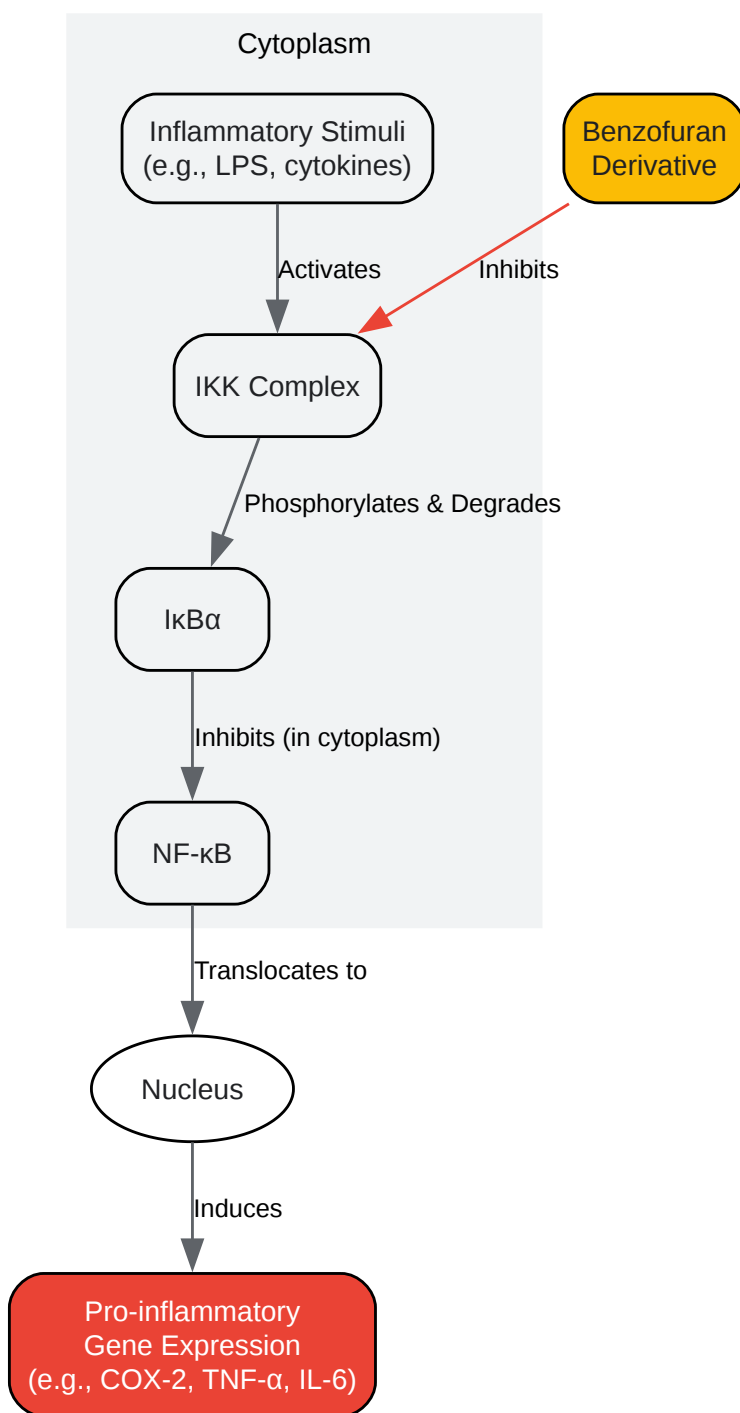 Cytoplasm
Inflammatory Stimuli
(e.g., LPS, cytokines)
Benzofuran
Derivative
Activates
Inhibits
IKK Complex
Phosphorylates & Degrades
IκBα
Inhibits (in cytoplasm)
NF-κB
Translocates to
Nucleus
Induces
Pro-inflammatory
Gene Expression
(e.g., COX-2, TNF-α, IL-6)